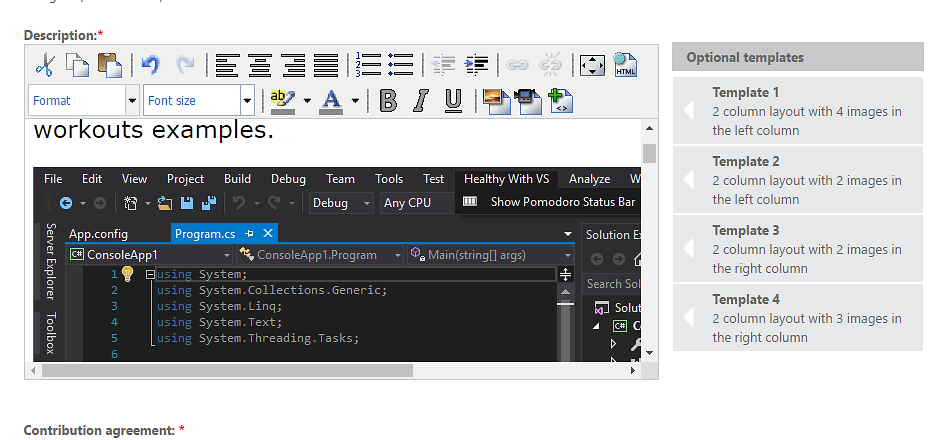 Description:*
1
2
3
HTML
Format
Font size
ab
A
B I U
<>
workouts examples.
File Edit View Project Build Debug Team Tools Test Healthy With VS Analyze W
Debug Any CPU Show Pomodoro Status Bar
Server Explorer
Toolbox
App.config Program.cs
Solution Ex
C# ConsoleApp1 ConsoleApp1.Program Main(string[] args)
1 using System;
2 using System.Collections.Generic;
3 using System.Linq;
4 using System.Text;
5 using System.Threading.Tasks;
6
Search Sol
Solut
C# C
Optional templates
Template 1
2 column layout with 4 images in
the left column
Template 2
2 column layout with 2 images in
the left column
Template 3
2 column layout with 2 images in
the right column
Template 4
2 column layout with 3 images in
the right column
Contribution agreement: *